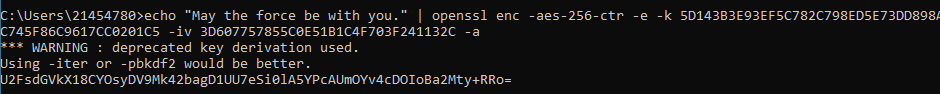 C:\Users\21454780>echo "May the force be with you." | openssl enc -aes-256-ctr -e -k 5D143B3E93EF5C782C798ED5E73DD898A
C745F86C9617CC0201C5 -iv 3D607757855C0E51B1C4F703F241132C -a
*** WARNING : deprecated key derivation used.
Using -iter or -pbkdf2 would be better.
U2FsdGVkX18CYOsyDV9Mk42bagD1UU7eSi0lA5YPcAUmOYv4cDOIoBa2Mty+RRo=